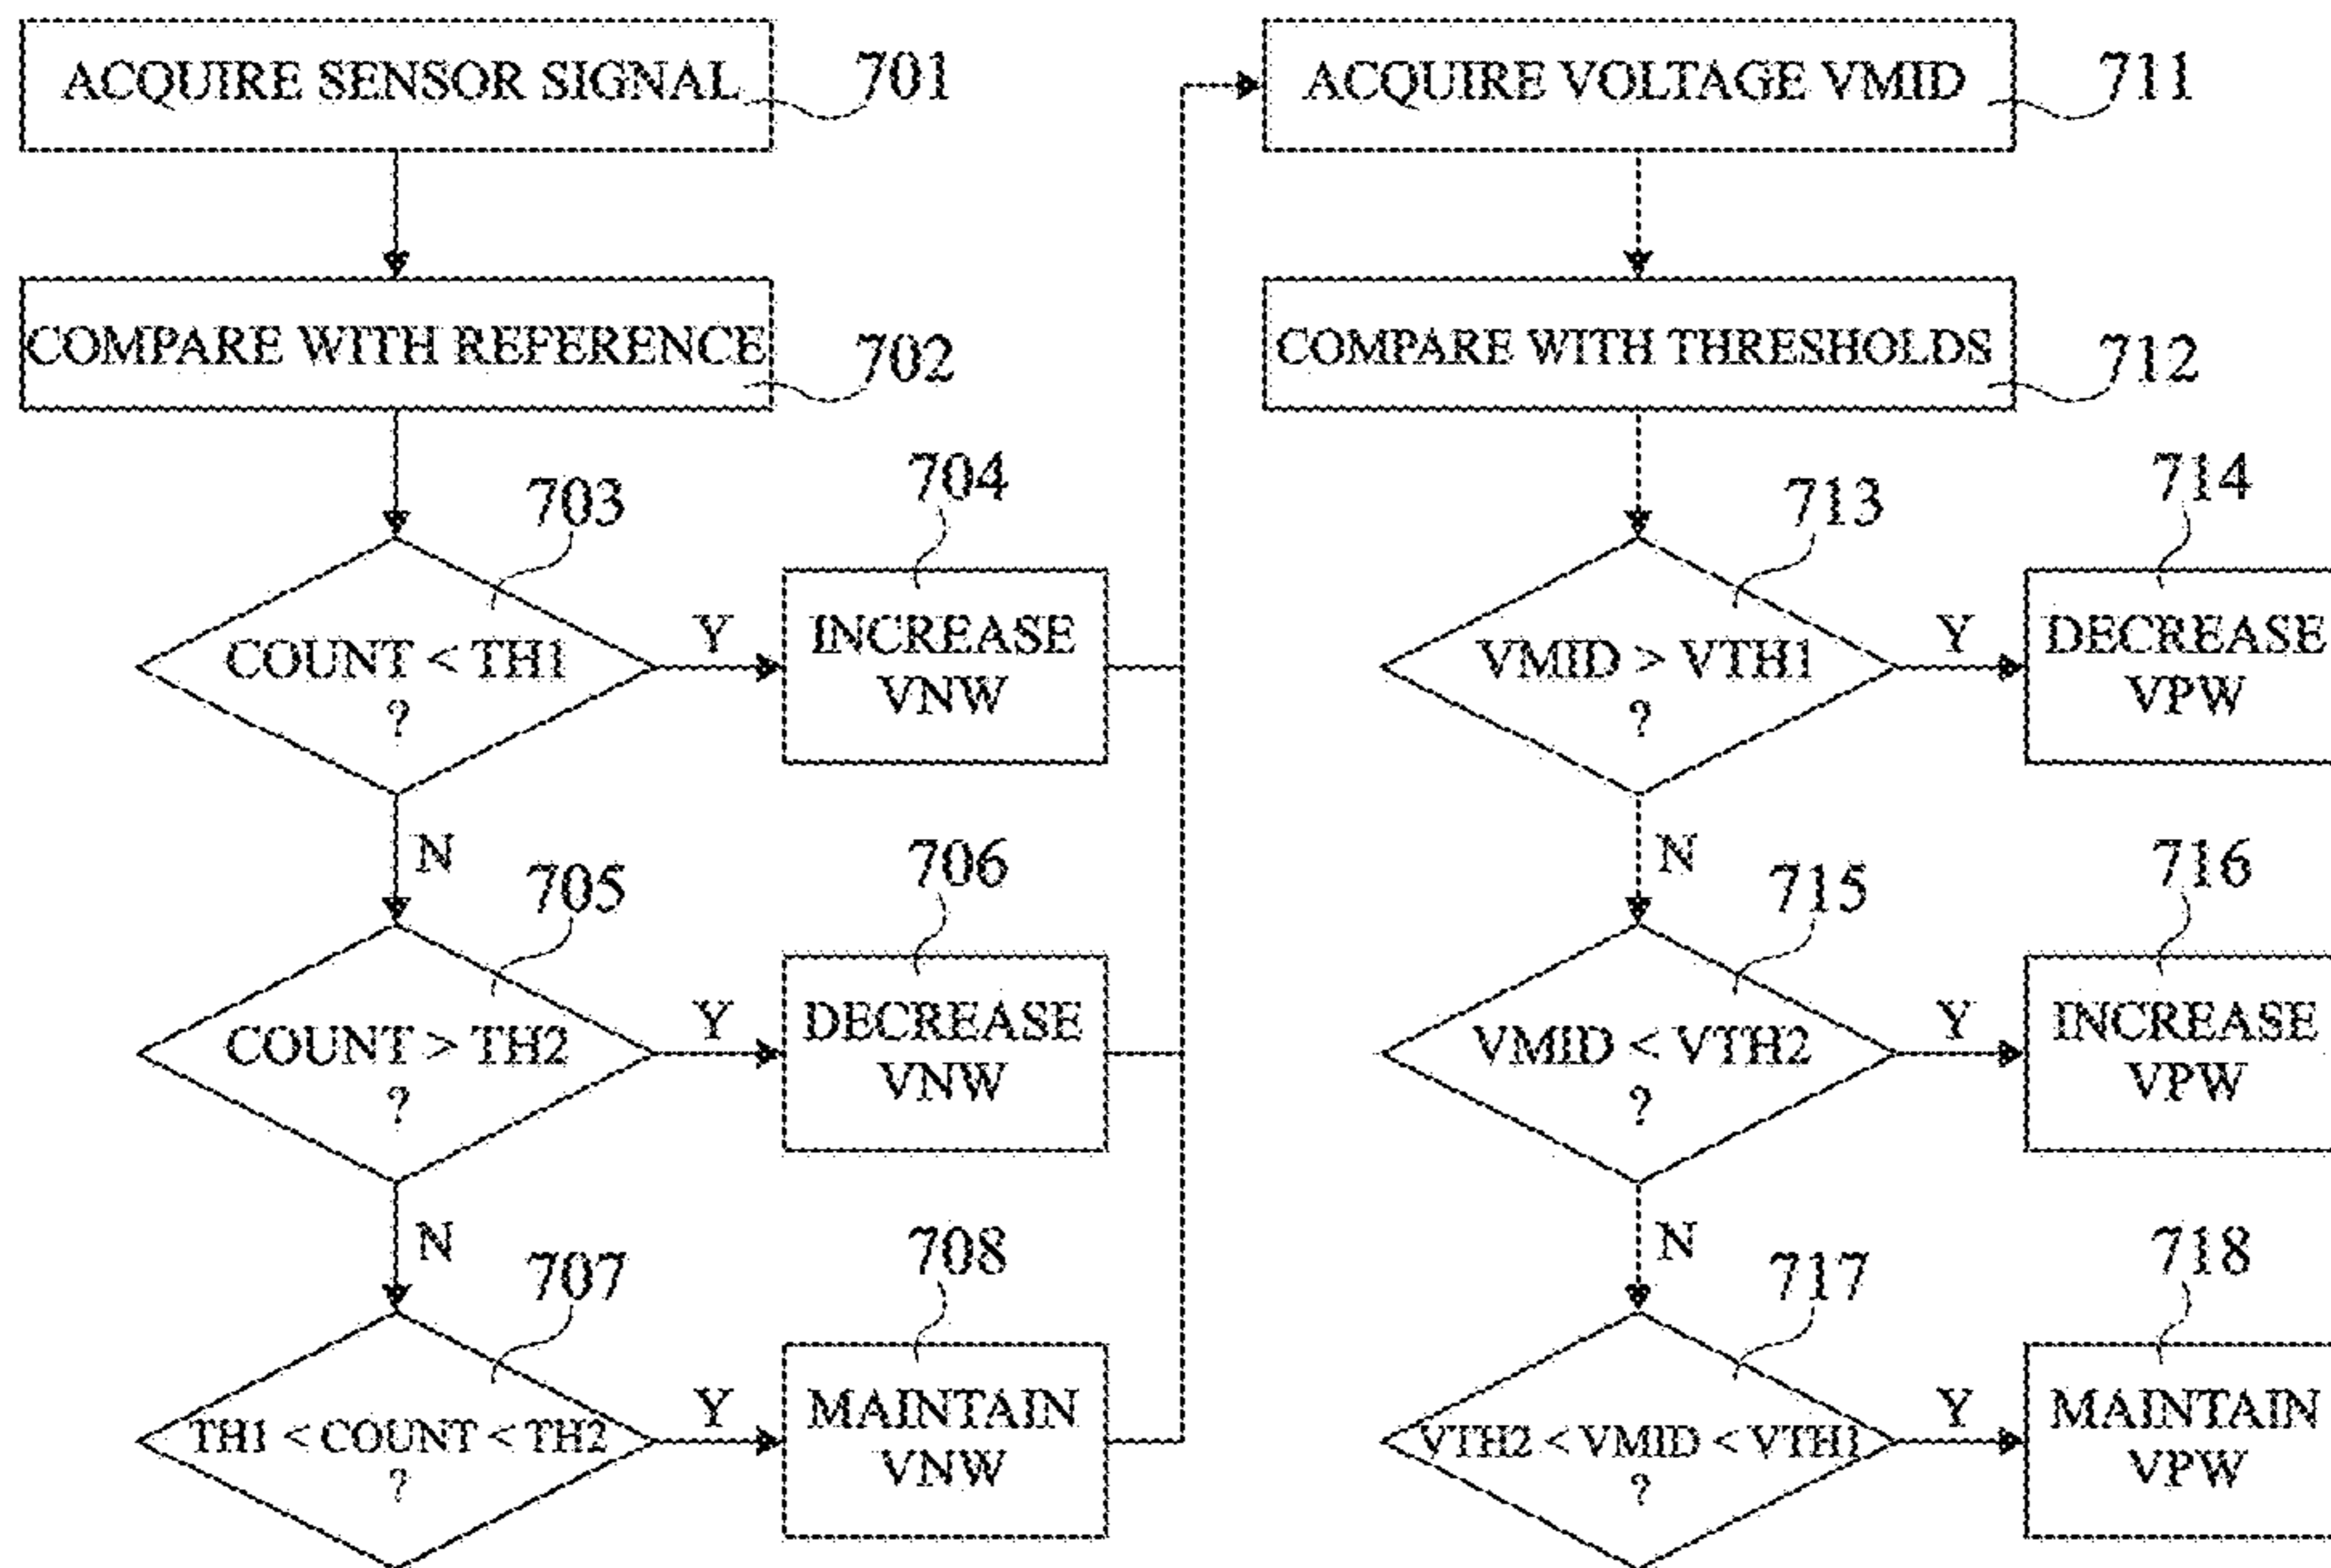 ACQUIRE SENSOR SIGNAL
701
COMPARE WITH REFERENCE
702
703
COUNT < TH1
?
Y
N
704
INCREASE
VNW
705
COUNT > TH2
?
Y
N
706
DECREASE
VNW
707
TH1 < COUNT < TH2
?
Y
708
MAINTAIN
VNW
ACQUIRE VOLTAGE VMID
711
COMPARE WITH THRESHOLDS
712
713
VMID > VTH1
?
Y
N
714
DECREASE
VPW
715
VMID < VTH2
?
Y
N
716
INCREASE
VPW
717
VTH2 < VMID < VTH1
?
Y
718
MAINTAIN
VPW